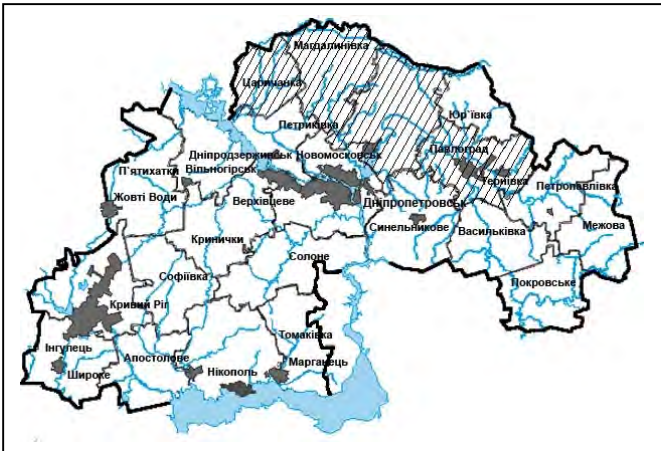 Магдалинівка
Царичанка
Юр´ївка
Петриківка
Павлоград
Дніпродзержинськ
Новомосковськ
П´ятихатки
Вільногірськ
Тернівка
Петропавлівка
Жовті Води
Верхівцеве
Дніпропетровськ
Синельникове
Васильківка
Межова
Кринички
Солоне
Софіївка
Покровське
Кривий Ріг
Томаківка
Інгулець
Апостолове
Марганець
Широке
Нікополь